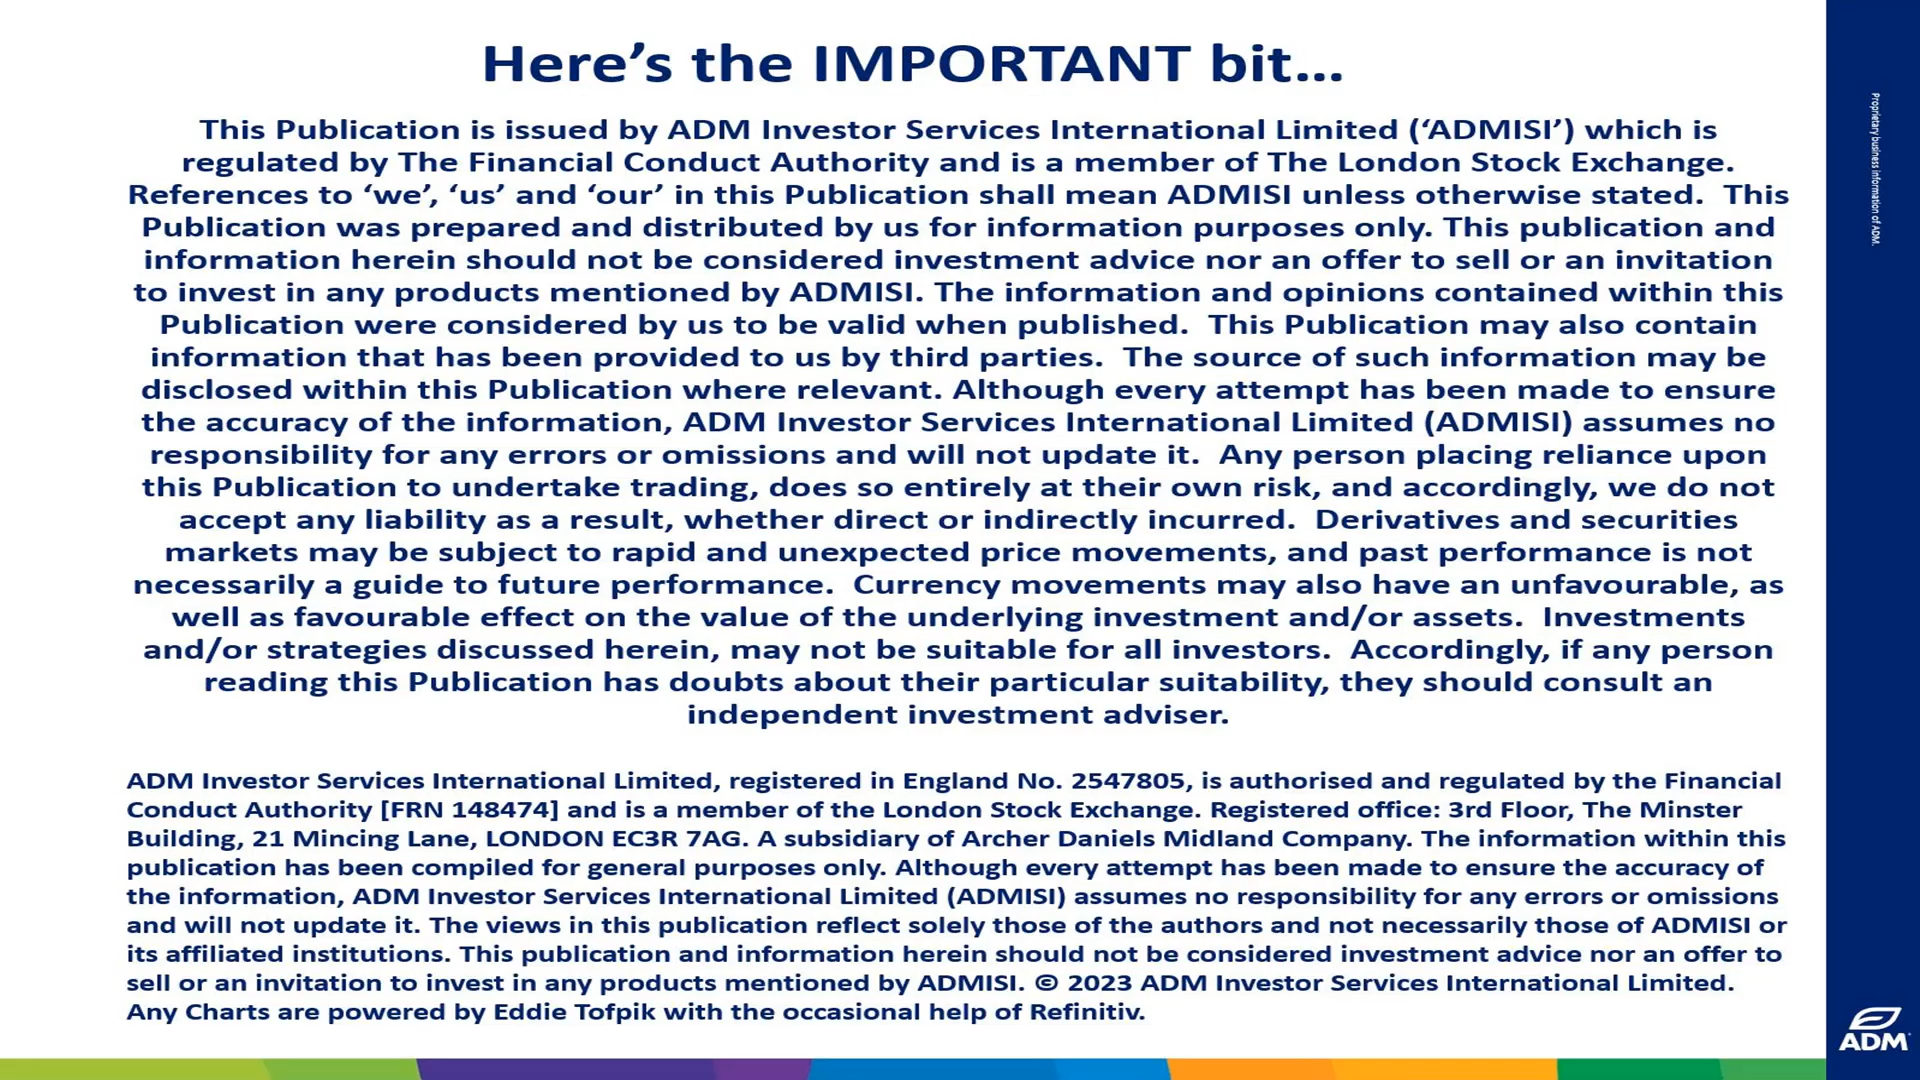 Here’s the IMPORTANT bit…
This Publication is issued by ADM Investor Services International Limited (‘ADMISI’) which is
regulated by The Financial Conduct Authority and is a member of The London Stock Exchange.
References to ‘we’, ‘us’ and ‘our’ in this Publication shall mean ADMISI unless otherwise stated.  This
Publication was prepared and distributed by us for information purposes only. This publication and
information herein should not be considered investment advice nor an offer to sell or an invitation
to invest in any products mentioned by ADMISI. The information and opinions contained within this
Publication were considered by us to be valid when published.  This Publication may also contain
information that has been provided to us by third parties.  The source of such information may be
disclosed within this Publication where relevant. Although every attempt has been made to ensure
the accuracy of the information, ADM Investor Services International Limited (ADMISI) assumes no
responsibility for any errors or omissions and will not update it.  Any person placing reliance upon
this Publication to undertake trading, does so entirely at their own risk, and accordingly, we do not
accept any liability as a result, whether direct or indirectly incurred.  Derivatives and securities
markets may be subject to rapid and unexpected price movements, and past performance is not
necessarily a guide to future performance.  Currency movements may also have an unfavourable, as
well as favourable effect on the value of the underlying investment and/or assets.  Investments
and/or strategies discussed herein, may not be suitable for all investors.  Accordingly, if any person
reading this Publication has doubts about their particular suitability, they should consult an
independent investment adviser.
ADM Investor Services International Limited, registered in England No. 2547805, is authorised and regulated by the Financial
Conduct Authority [FRN 148474] and is a member of the London Stock Exchange. Registered office: 3rd Floor, The Minster
Building, 21 Mincing Lane, LONDON EC3R 7AG. A subsidiary of Archer Daniels Midland Company. The information within this
publication has been compiled for general purposes only. Although every attempt has been made to ensure the accuracy of
the information, ADM Investor Services International Limited (ADMISI) assumes no responsibility for any errors or omissions
and will not update it. The views in this publication reflect solely those of the authors and not necessarily those of ADMISI or
its affiliated institutions. This publication and information herein should not be considered investment advice nor an offer to
sell or an invitation to invest in any products mentioned by ADMISI. © 2023 ADM Investor Services International Limited.
Any Charts are powered by Eddie Tofpik with the occasional help of Refinitiv.
Proprietary business information of ADM.
ADM